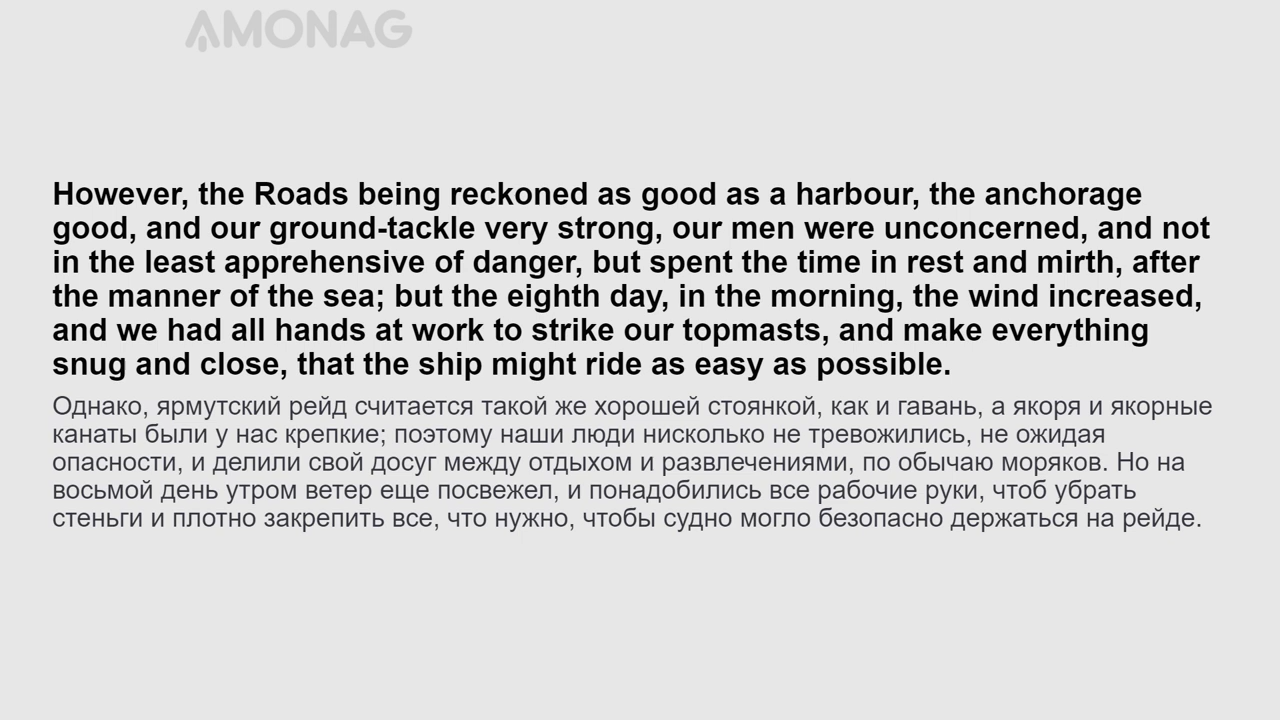 AMONAG
However, the Roads being reckoned as good as a harbour, the anchorage
good, and our ground-tackle very strong, our men were unconcerned, and not
in the least apprehensive of danger, but spent the time in rest and mirth, after
the manner of the sea; but the eighth day, in the morning, the wind increased,
and we had all hands at work to strike our topmasts, and make everything
snug and close, that the ship might ride as easy as possible.
Однако, ярмутский рейд считается такой же хорошей стоянкой, как и гавань, а якоря и якорные
канаты были у нас крепкие; поэтому наши люди нисколько не тревожились, не ожидая
опасности, и делили свой досуг между отдыхом и развлечениями, по обычаю моряков. Но на
восьмой день утром ветер еще посвежел, и понадобились все рабочие руки, чтоб убрать
стеньги и плотно закрепить все, что нужно, чтобы судно могло безопасно держаться на рейде.